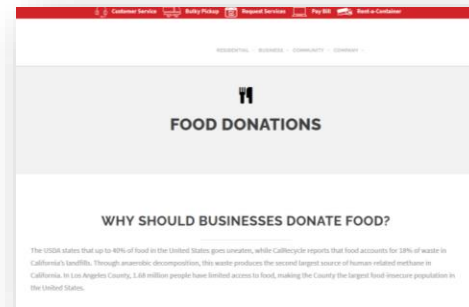 Customer Service Bulky Pickup Request Services Pay Bill Rent-a-Container
RESIDENTIAL BUSINESS COMMUNITY COMPANY
FOOD DONATIONS
WHY SHOULD BUSINESSES DONATE FOOD?
The USDA states that up to 40% of food in the United States goes uneaten, while CalRecycle reports that food accounts for 18% of waste in
California's landfills. Through anaerobic decomposition, this waste produces the second largest source of human-related methane in
California. In Los Angeles County, 1.68 million people have limited access to food, making the County the largest food-insecure population in
the United States.